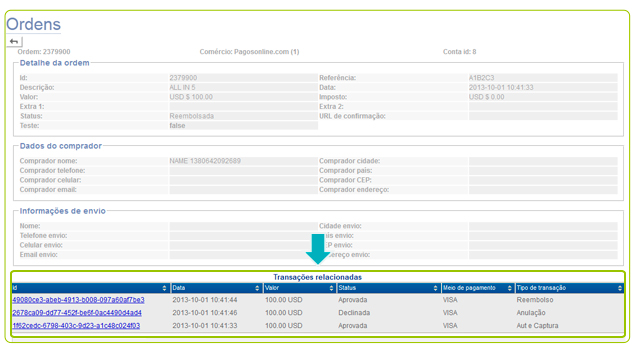 Ordens
Ordem: 2379900 Comércio: Pagosonline.com (1) Conta id: 8
Detalhe da ordem
Id: 2379900 Referência: A1B2C3
Descrição: ALL IN 5 Data: 2013-10-01 10:41:33
Valor: USD $ 100.00 Imposto: USD $ 0.00
Extra 1: Extra 2:
Status: Reembolsada URL de confirmação:
Teste: false
Dados do comprador
Comprador nome: NAME 1380642092689 Comprador cidade:
Comprador telefone: Comprador país:
Comprador celular: Comprador CEP:
Comprador email: Comprador endereço:
Informações de envio
Nome: Cidade envio:
Telefone envio: envio:
Celular envio: envio:
Email envio: envio:
Transações relacionadas
Id Data Valor Status Meio de pagamento Tipo de transação
49080ce3-abeb-4913-b008-097a60af7be3 2013-10-01 10:41:44 100.00 USD Aprovada VISA Reembolso
2678ca09-dd77-452f-be6f-0ac4490d4ad4 2013-10-01 10:41:46 100.00 USD Declinada VISA Anulação
1f62cedc-6798-403c-9d23-a1c48c024f03 2013-10-01 10:41:33 100.00 USD Aprovada VISA Aut e Captura